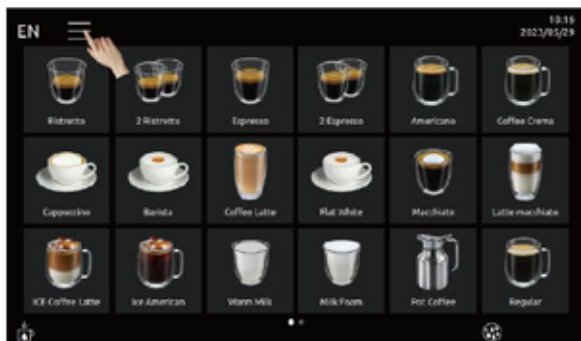 EN
10:16
2023/05/29
Ristretto
2 Ristretto
Espresso
2 Espresso
Americano
Coffee Crema
Cappuccino
Barista
Coffee Latte
Flat White
Macchiato
Latte macchiato
ICE Coffee Latte
Ice American
Warm Milk
Milk Foam
Pot Coffee
Regular